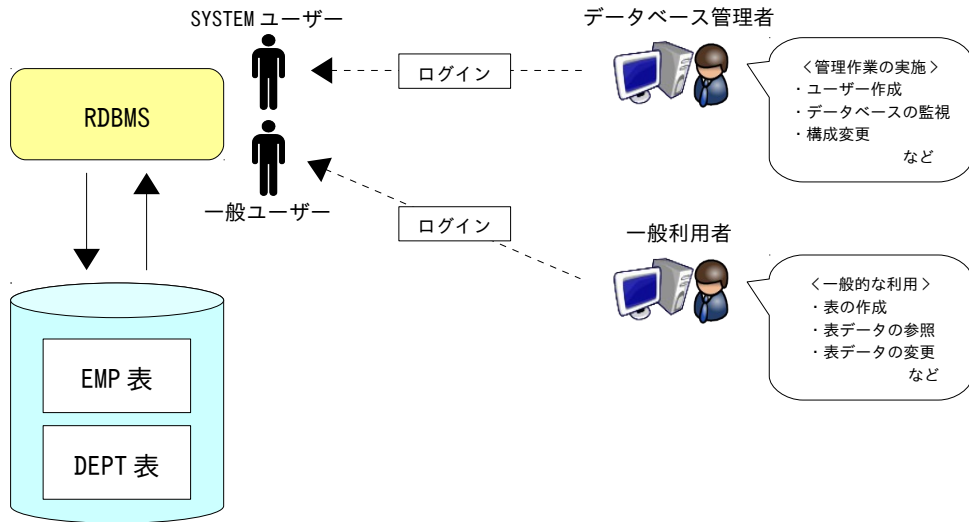 SYSTEM ユーザー
データベース管理者
ログイン
<管理作業の実施>
・ユーザー作成
・データベースの監視
・構成変更
など
RDBMS
一般ユーザー
ログイン
一般利用者
<一般的な利用>
・表の作成
・表データの参照
・表データの変更
など
EMP 表
DEPT 表